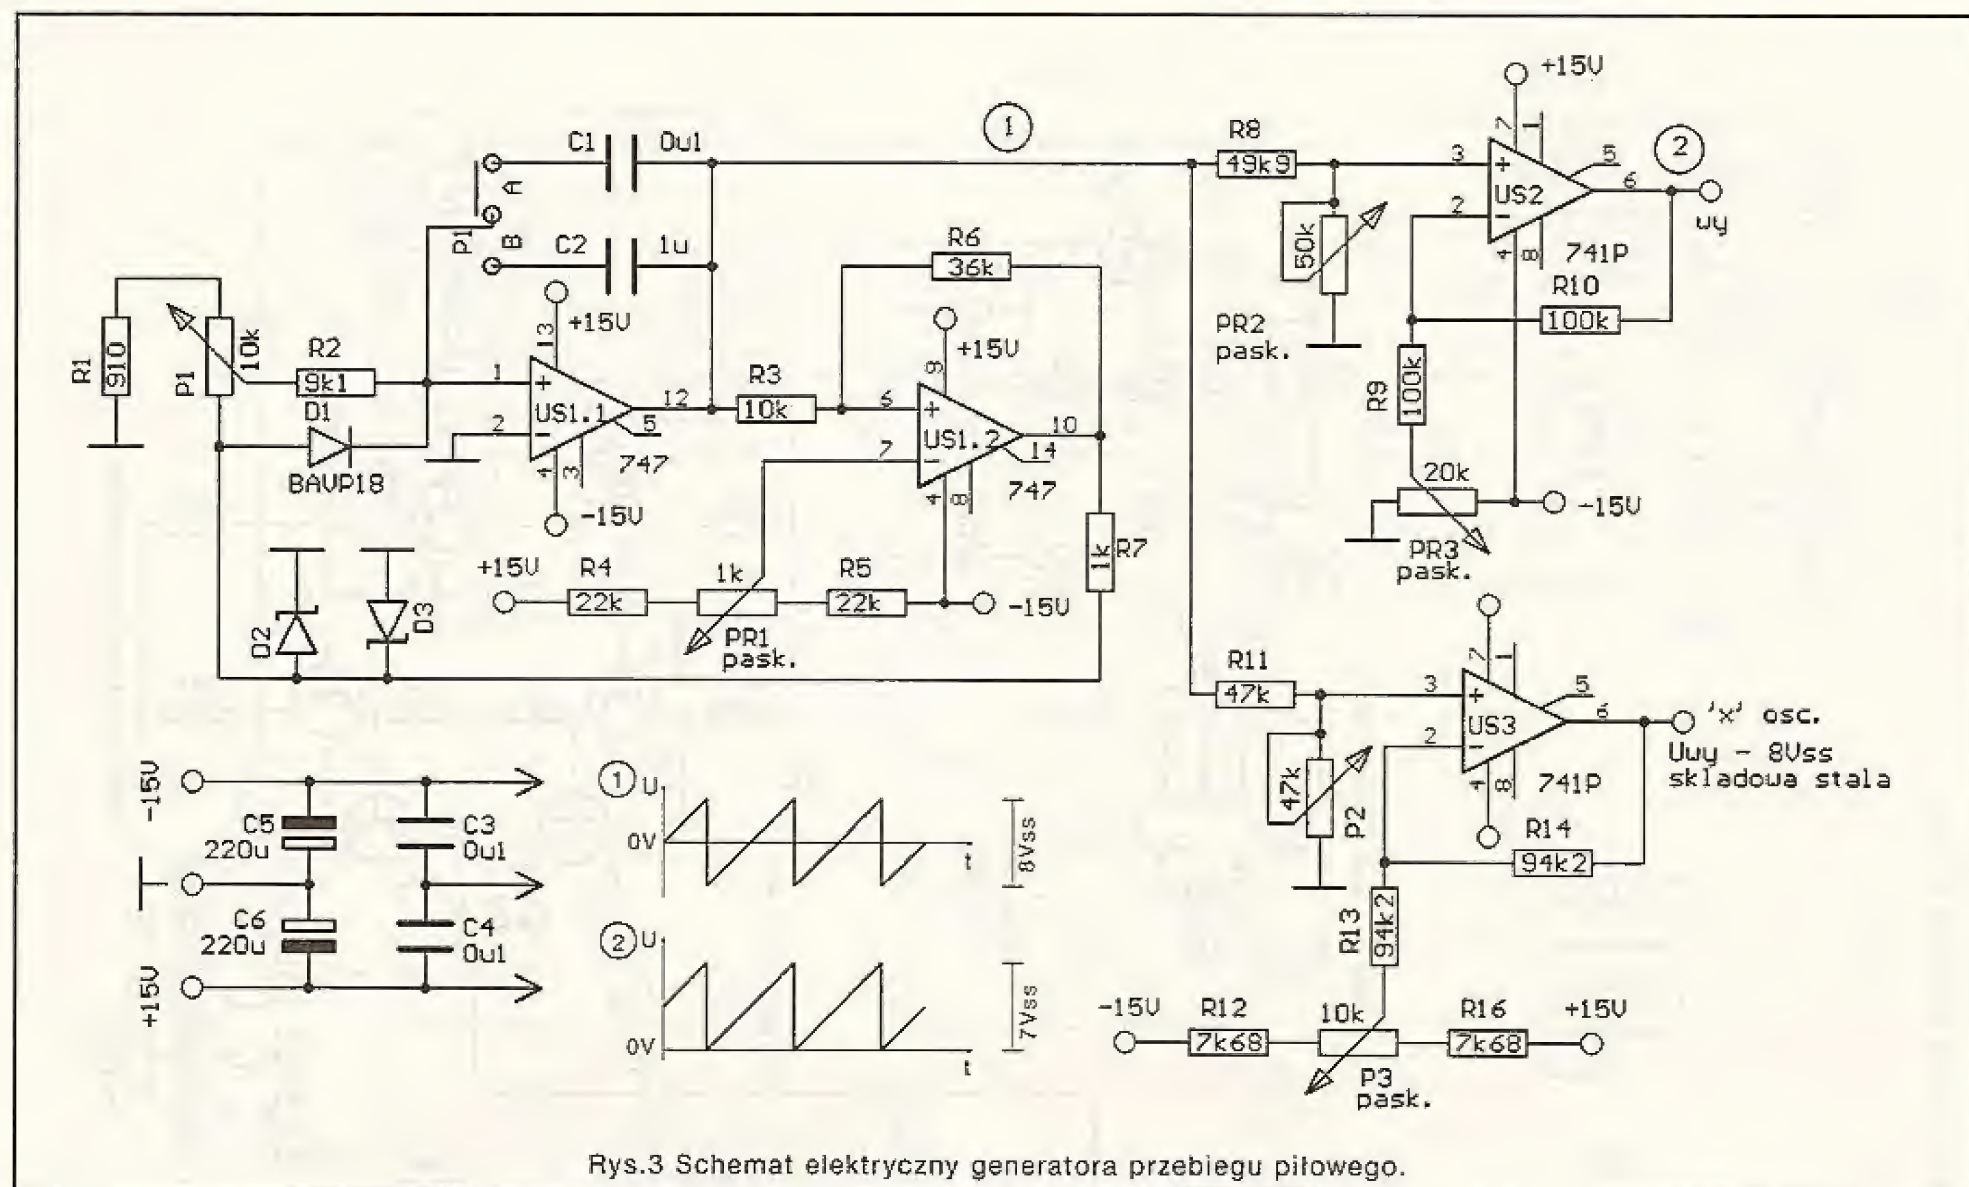 +15V
1
R8
49k9
3
+
7
1
5
US2
6
2
wy
2
-
4
8
741P
50k
PR2
pask.
R10
100k
R9
100k
20k
-15V
PR3
pask.
C1
0u1
A
P1
B
C2
1u
R6
36k
R1
910
P1
10k
R2
9k1
D1
BAVP18
13
+15V
1
+
US1.1
12
5
2
-
4
3
747
-15V
R3
10k
9
+15V
6
+
US1.2
10
14
7
-
4
8
747
R7
1k
+15V
R4
22k
1k
PR1
pask.
R5
22k
-15V
D2
D3
R11
47k
3
+
7
1
5
US3
6
2
-
4
8
741P
'x' osc.
Uwy - 8Vss
skladowa stala
47k
P2
R14
94k2
R13
94k2
-15V
R12
7k68
10k
P3
pask.
R16
7k68
+15V
-15V
C5
220u
C3
0u1
C6
220u
C4
0u1
+15V
1
U
0V
t
8Vss
2
U
0V
t
7Vss
Rys.3 Schemat elektryczny generatora przebiegu piłowego.